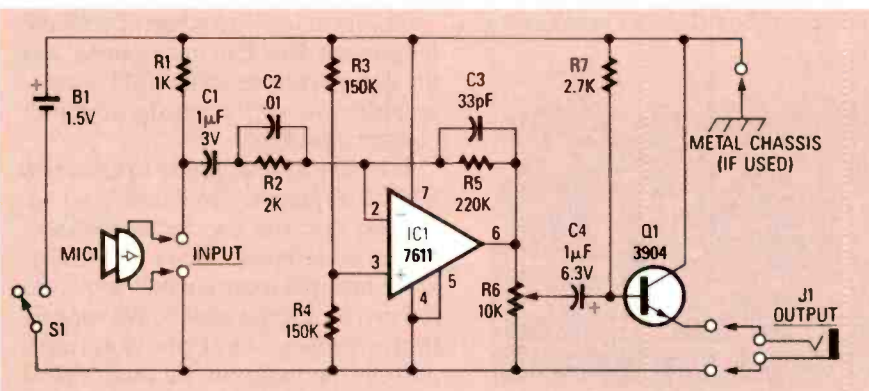 B1
1.5V
S1
MIC1
R1
1K
C1
1µF
3V
C2
.01
R2
2K
INPUT
R3
150K
R4
150K
2
3
7
−
+
IC1
7611
4
5
6
C3
33pF
R5
220K
R6
10K
C4
1µF
6.3V
+
R7
2.7K
Q1
3904
METAL CHASSIS
(IF USED)
J1
OUTPUT
+